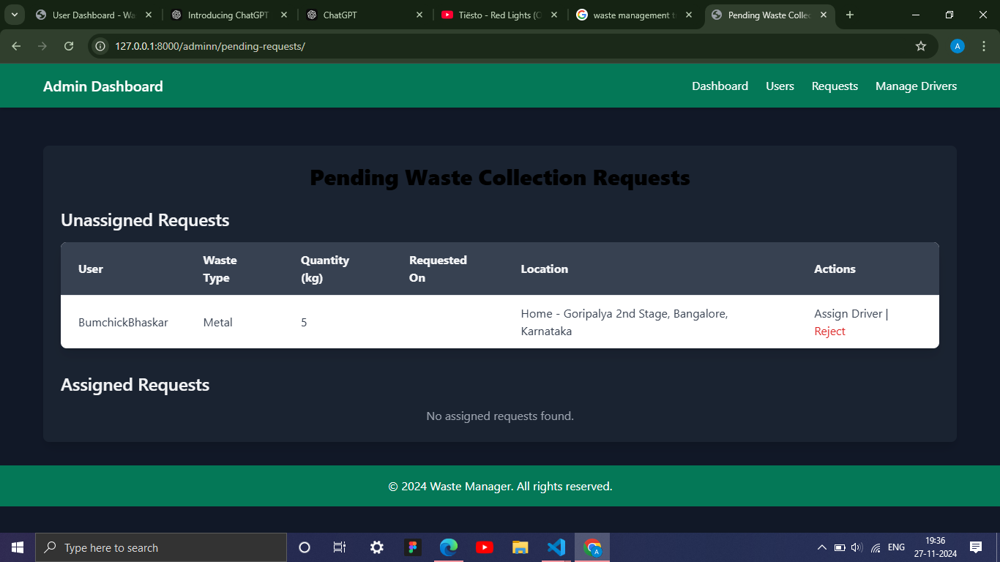 User Dashboard - Wa
Introducing ChatGPT
ChatGPT
Tiësto - Red Lights (O
waste management t
Pending Waste Collec
127.0.0.1:8000/adminn/pending-requests/
A
Admin Dashboard
Dashboard
Users
Requests
Manage Drivers
Pending Waste Collection Requests
Unassigned Requests
User
Waste
Type
Quantity
(kg)
Requested
On
Location
Actions
BumchickBhaskar
Metal
5
Home - Goripalya 2nd Stage, Bangalore,
Karnataka
Assign Driver |
Reject
Assigned Requests
No assigned requests found.
© 2024 Waste Manager. All rights reserved.
Type here to search
A
ENG
19:36
27-11-2024